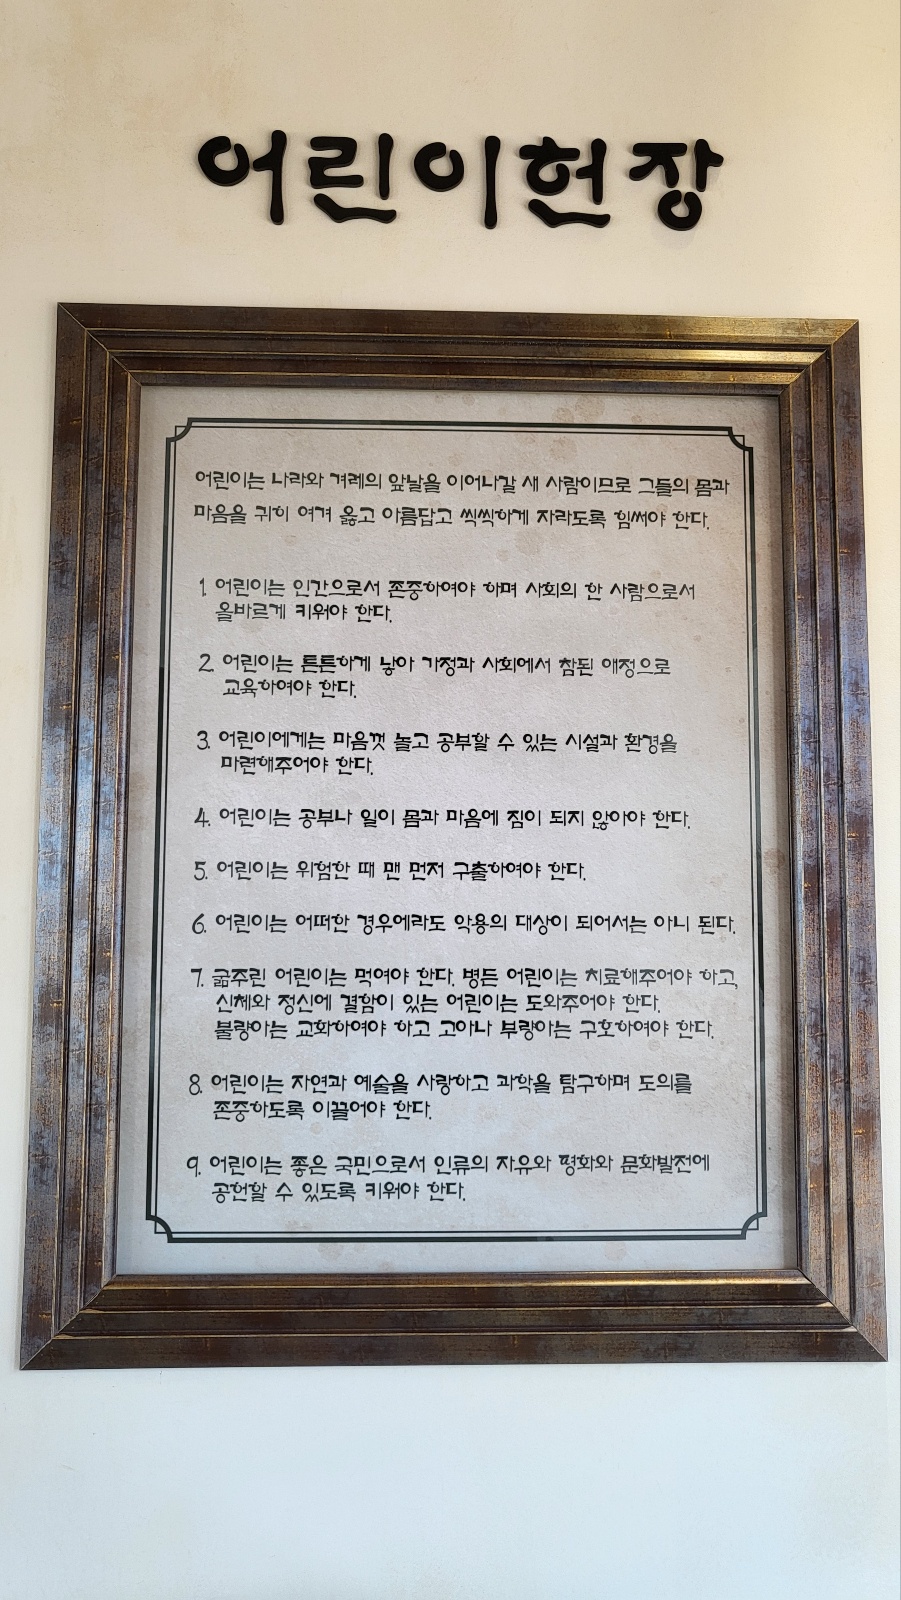 어린이헌장
어린이는 나라와 겨레의 앞날을 이어나갈 새 사람이므로 그들의 몸과
마음을 귀히 여겨 옳고 아름답고 씩씩하게 자라도록 힘써야 한다.
1. 어린이는 인간으로서 존중하여야 하며 사회의 한 사람으로서
올바르게 키워야 한다.
2. 어린이는 튼튼하게 낳아 가정과 사회에서 참된 애정으로
교육하여야 한다.
3. 어린이에게는 마음껏 놀고 공부할 수 있는 시설과 환경을
마련해주어야 한다.
4. 어린이는 공부나 일이 몸과 마음에 짐이 되지 않아야 한다.
5. 어린이는 위험한 때 맨 먼저 구출하여야 한다.
6. 어린이는 어떠한 경우에라도 악용의 대상이 되어서는 아니 된다.
7. 굶주린 어린이는 먹여야 한다. 병든 어린이는 치료해주어야 하고,
신체와 정신에 결함이 있는 어린이는 도와주어야 한다.
불량아는 교화하여야 하고 고아나 부랑아는 구호하여야 한다.
8. 어린이는 자연과 예술을 사랑하고 과학을 탐구하며 도의를
존중하도록 이끌어야 한다.
9. 어린이는 좋은 국민으로서 인류의 자유와 평화와 문화발전에
공헌할 수 있도록 키워야 한다.